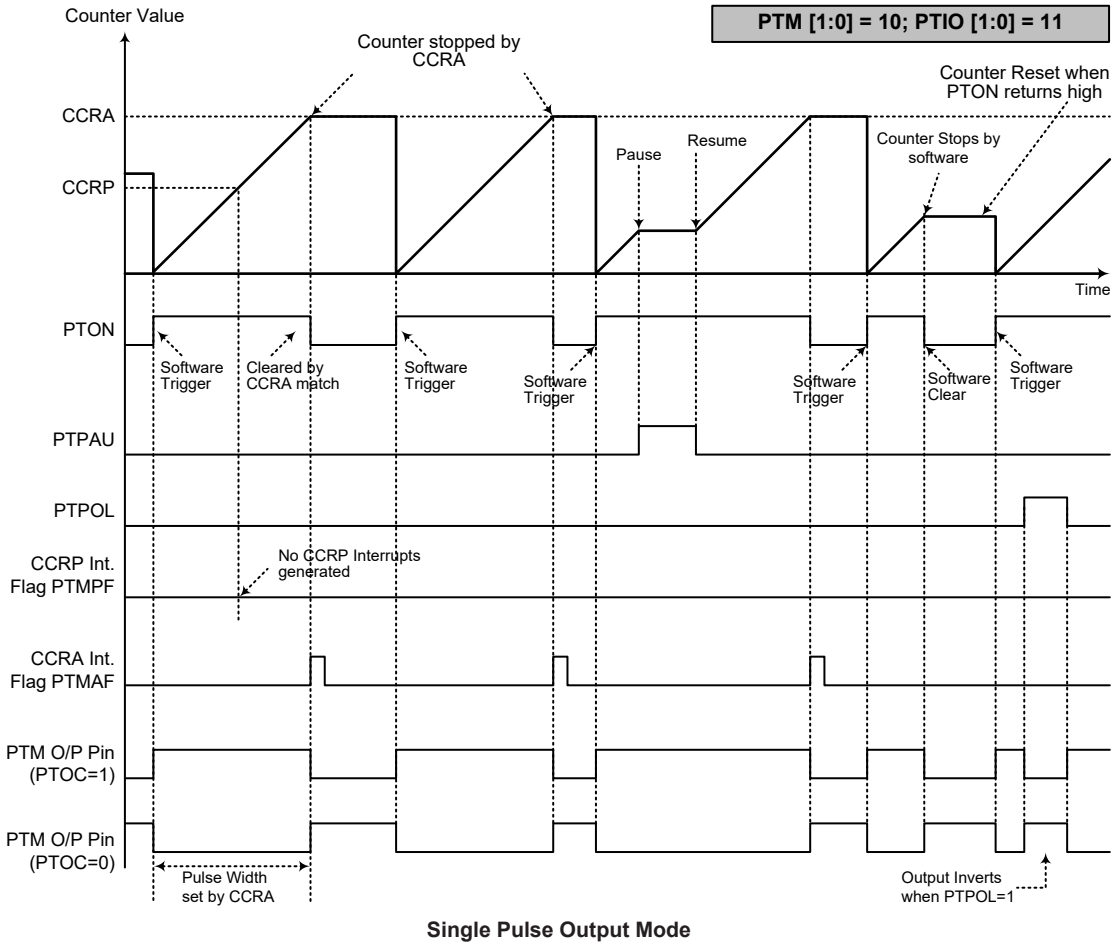 Counter Value
PTM [1:0] = 10; PTIO [1:0] = 11
Counter stopped by
CCRA
Counter Reset when
PTON returns high
CCRA
Pause
Resume
Counter Stops by
software
CCRP
Time
PTON
Software
Trigger
Cleared by
CCRA match
Software
Trigger
Software
Trigger
Software
Trigger
Software
Clear
Software
Trigger
PTPAU
PTPOL
No CCRP Interrupts
generated
CCRP Int.
Flag PTMPF
CCRA Int.
Flag PTMAF
PTM O/P Pin
(PTOC=1)
PTM O/P Pin
(PTOC=0)
Pulse Width
set by CCRA
Output Inverts
when PTPOL=1
Single Pulse Output Mode